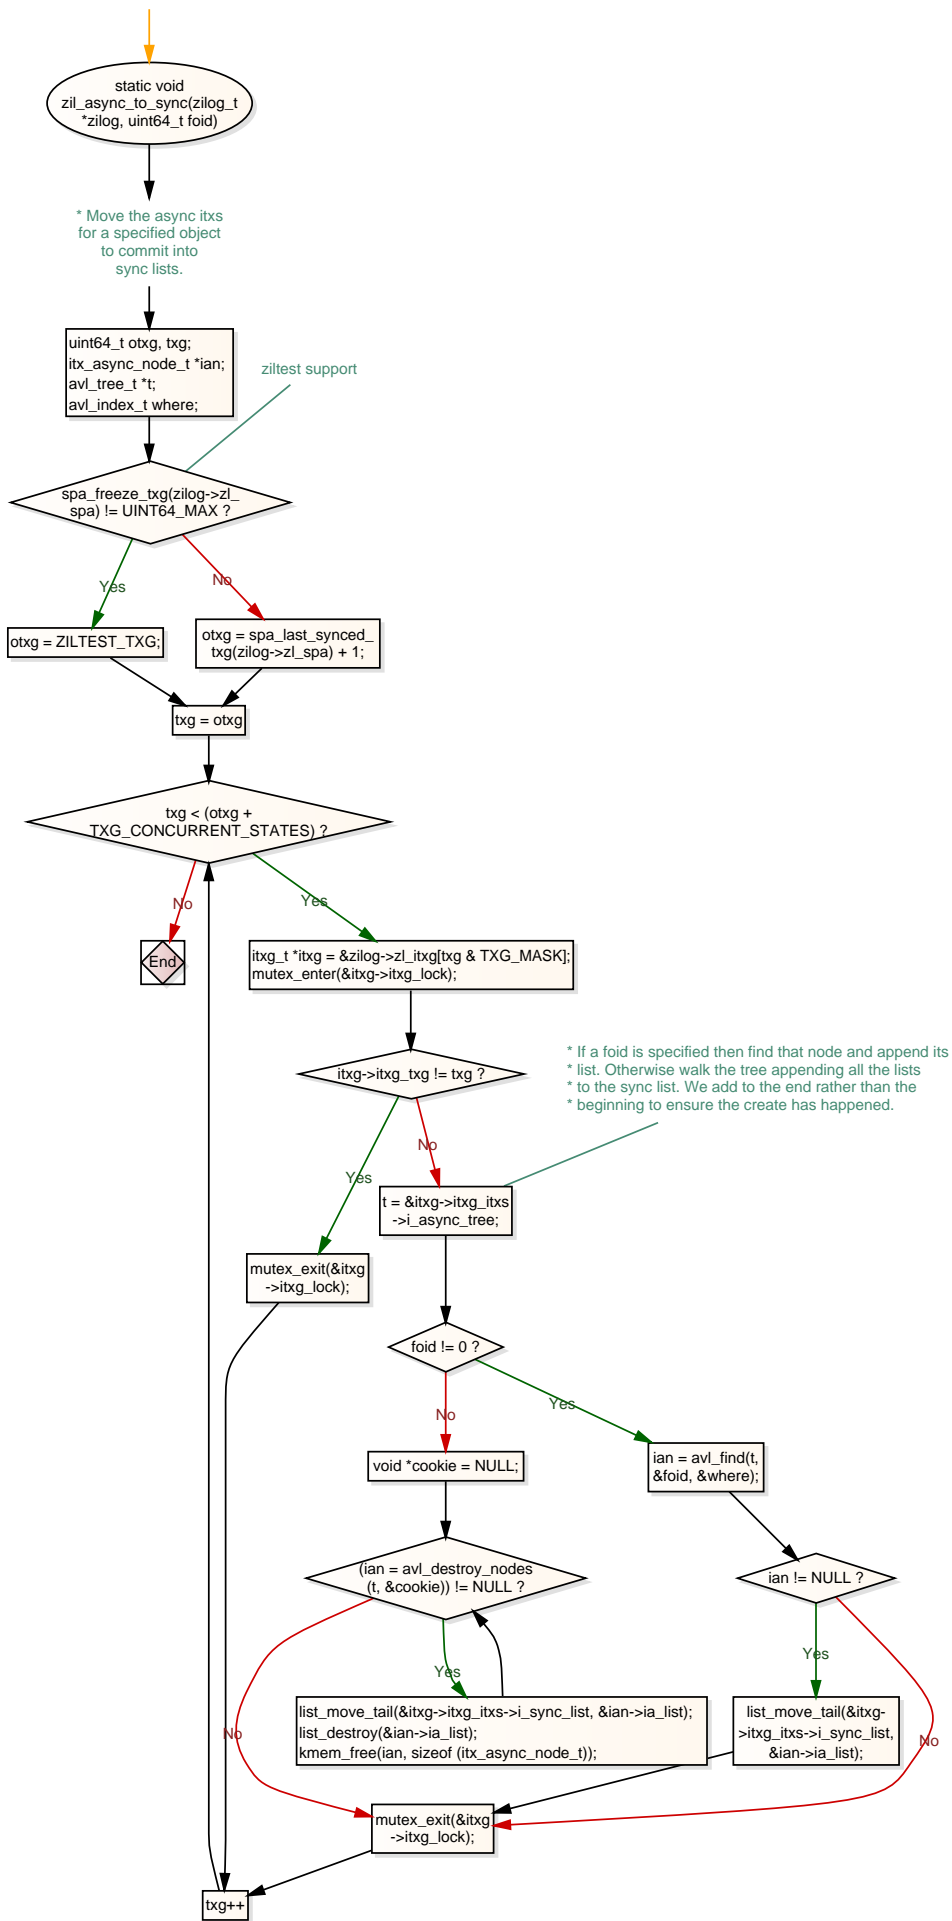 static void
zil_async_to_sync(zilog_t
*zilog, uint64_t foid)
* Move the async itxs
for a specified object
to commit into
sync lists.
uint64_t otxg, txg;
itx_async_node_t *ian;
avl_tree_t *t;
avl_index_t where;
ziltest support
spa_freeze_txg(zilog->zl_
spa) != UINT64_MAX ?
Yes
No
otxg = ZILTEST_TXG;
otxg = spa_last_synced_
txg(zilog->zl_spa) + 1;
txg = otxg
txg < (otxg +
TXG_CONCURRENT_STATES) ?
No
Yes
End
itxg_t *itxg = &zilog->zl_itxg[txg & TXG_MASK];
mutex_enter(&itxg->itxg_lock);
itxg->itxg_txg != txg ?
* If a foid is specified then find that node and append its
* list. Otherwise walk the tree appending all the lists
* to the sync list. We add to the end rather than the
* beginning to ensure the create has happened.
No
Yes
t = &itxg->itxg_itxs
->i_async_tree;
mutex_exit(&itxg
->itxg_lock);
foid != 0 ?
No
Yes
void *cookie = NULL;
ian = avl_find(t,
&foid, &where);
(ian = avl_destroy_nodes
(t, &cookie)) != NULL ?
ian != NULL ?
Yes
Yes
list_move_tail(&itxg->itxg_itxs->i_sync_list, &ian->ia_list);
list_destroy(&ian->ia_list);
kmem_free(ian, sizeof (itx_async_node_t));
list_move_tail(&itxg-
>itxg_itxs->i_sync_list,
&ian->ia_list);
No
No
mutex_exit(&itxg
->itxg_lock);
txg++